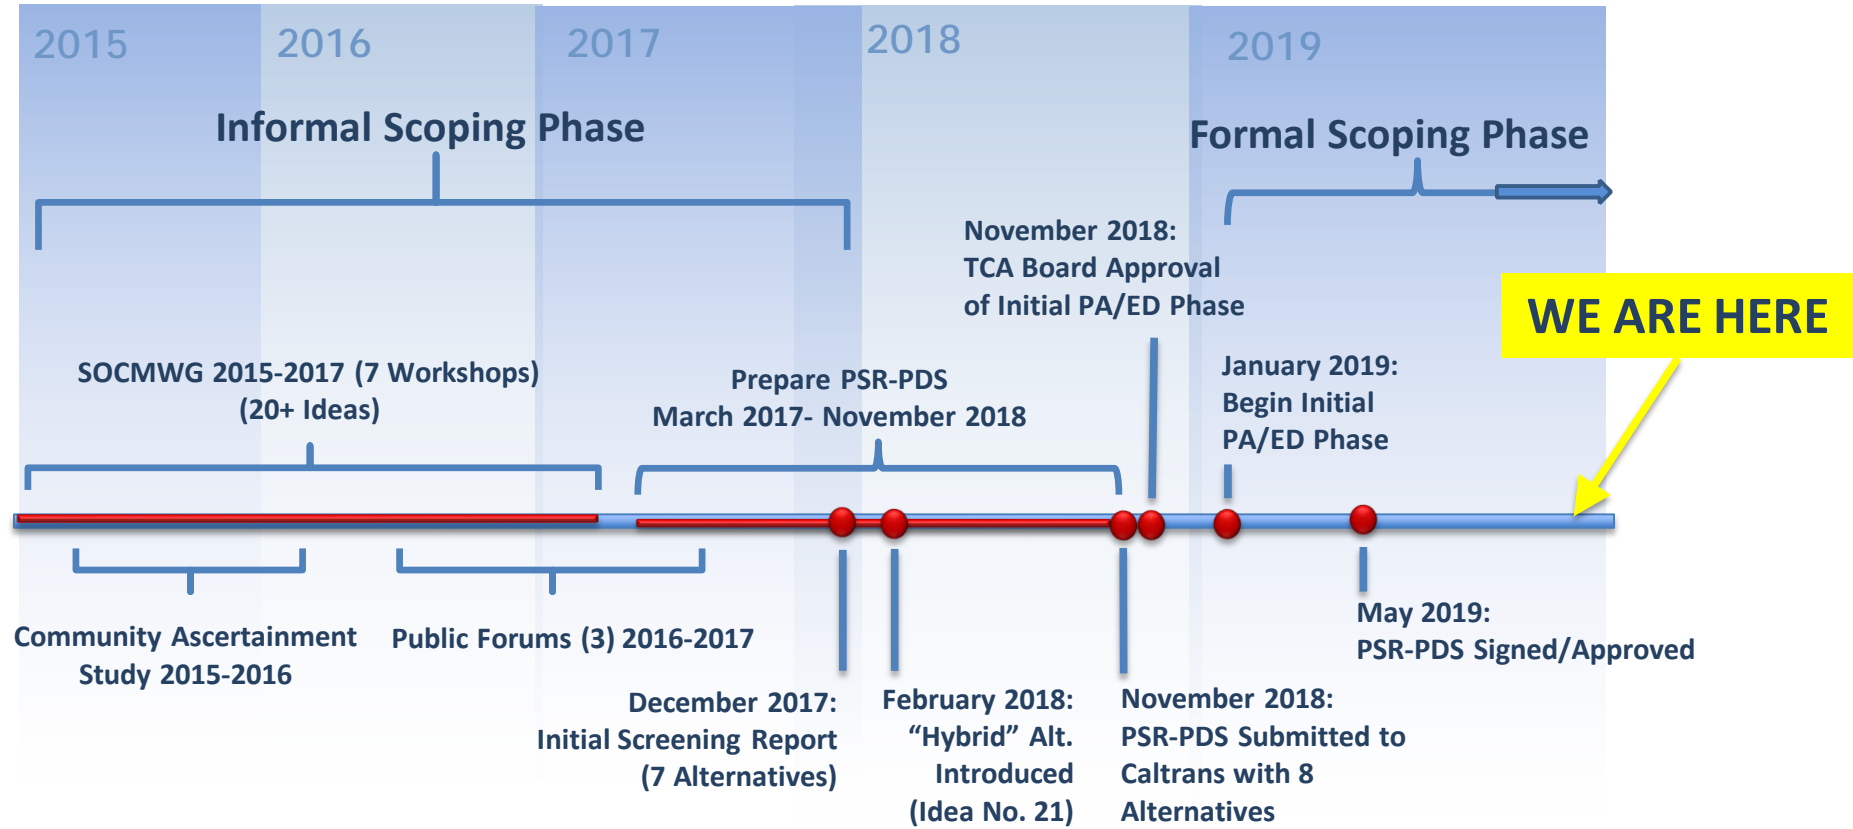 2015
2016
2017
2018
2019
Informal Scoping Phase
Formal Scoping Phase
November 2018:
TCA Board Approval
of Initial PA/ED Phase
WE ARE HERE
SOCMWG 2015-2017 (7 Workshops)
(20+ Ideas)
Prepare PSR-PDS
March 2017- November 2018
January 2019:
Begin Initial
PA/ED Phase
Community Ascertainment
Study 2015-2016
Public Forums (3) 2016-2017
December 2017:
Initial Screening Report
(7 Alternatives)
February 2018:
“Hybrid” Alt.
Introduced
(Idea No. 21)
November 2018:
PSR-PDS Submitted to
Caltrans with 8
Alternatives
May 2019:
PSR-PDS Signed/Approved